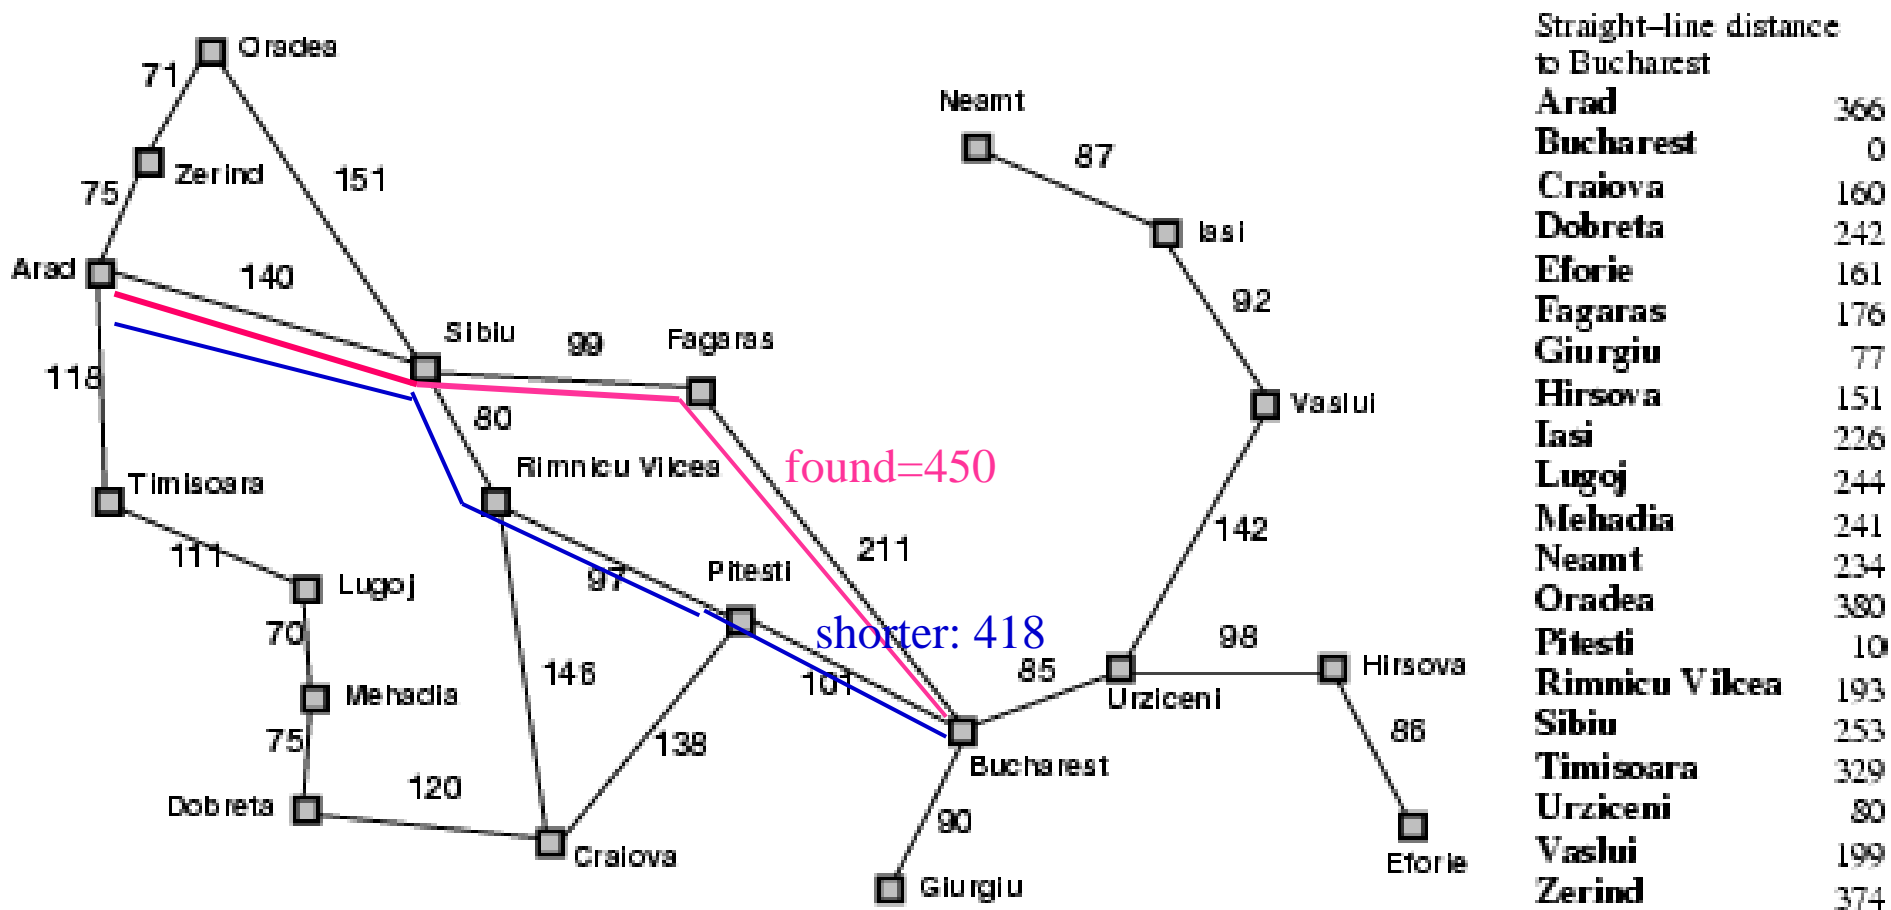 Oradea
71
Neamt
87
Zerind
151
75
Iasi
Arad
140
92
Sibiu
99
Fagaras
118
80
Vaslui
Rimnicu Vilcea
found=450
Timisoara
142
111
211
Pitesti
97
Lugoj
shorter: 418
70
98
146
85
Hirsova
101
Urziceni
Mehadia
86
75
138
Bucharest
120
Dobreta
90
Craiova
Eforie
Giurgiu
Straight–line distance
to Bucharest
Arad 366
Bucharest 0
Craiova 160
Dobreta 242
Eforie 161
Fagaras 176
Giurgiu 77
Hirsova 151
Iasi 226
Lugoj 244
Mehadia 241
Neamt 234
Oradea 380
Pitesti 10
Rimnicu Vilcea 193
Sibiu 253
Timisoara 329
Urziceni 80
Vaslui 199
Zerind 374